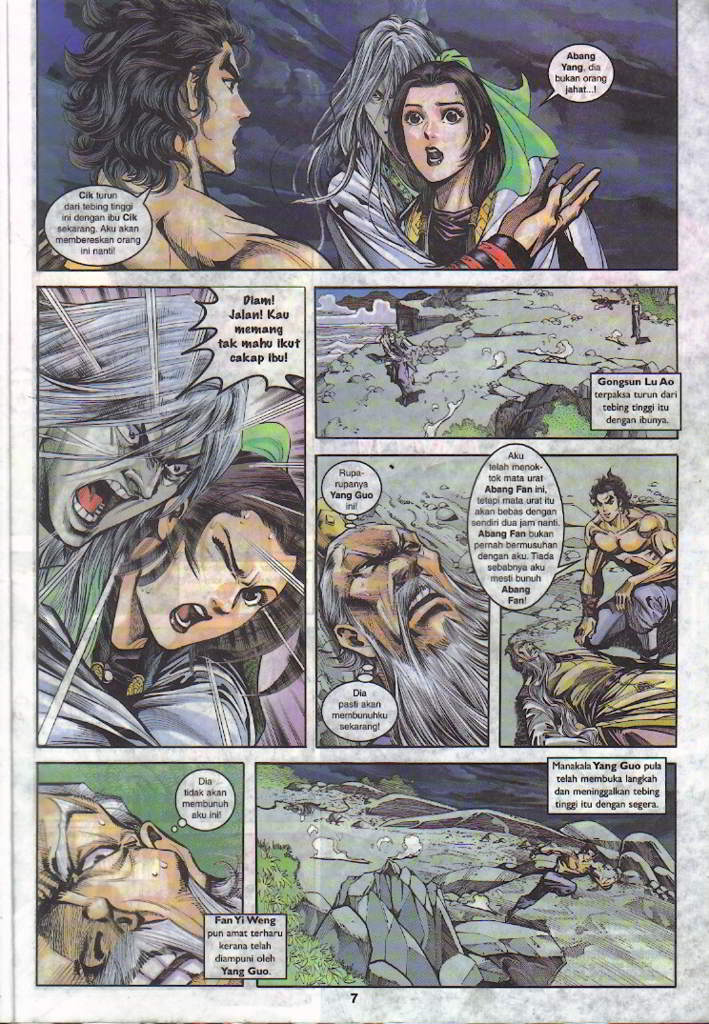 Abang
Yang, dia
bukan orang
jahat...!
Cik turun
dari tebing tinggi
ini dengan ibu Cik
sekarang. Aku akan
membereskan orang
ini nanti!
Diam!
Jalan! Kau
memang
tak mahu ikut
cakap ibu!
Gongsun Lu Ao
terpaksa turun dari
tebing tinggi itu
dengan ibunya.
Rupa-
rupanya
Yang Guo
ini!
Dia
pasti akan
membunuhku
sekarang!
Aku
telah menok-
tok mata urat
Abang Fan ini,
tetepi mata urat itu
akan bebas dengan
sendiri dua jam nanti.
Abang Fan bukan
pernah bermusuhan
dengan aku. Tiada
sebabnya aku
mesti bunuh
Abang
Fan!
Dia
tidak akan
membunuh
aku ini!
Fan Yi Weng
pun amat terharu
kerana telah
diampuni oleh
Yang Guo.
Manakala Yang Guo pula
telah membuka langkah
dan meninggalkan tebing
tinggi itu dengan segera.
7